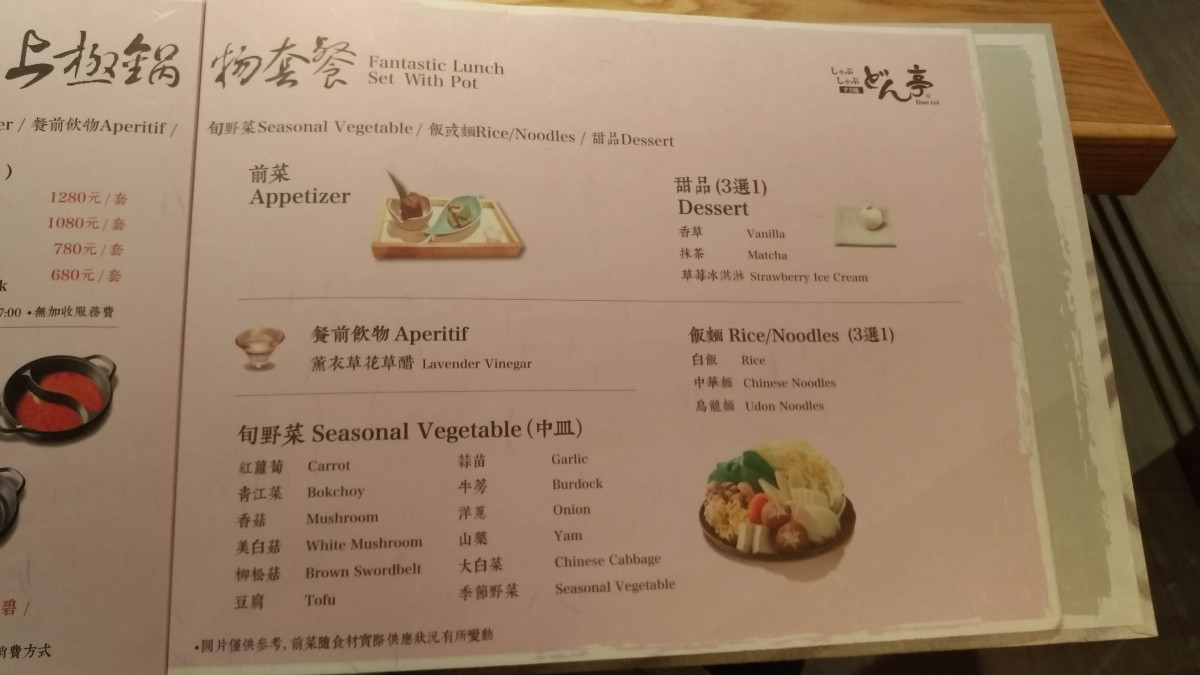 上極鍋物套餐 Fantastic Lunch
Set With Pot
しゃぶ
しゃぶ
どん亭
er / 餐前飲物Aperitif /
旬野菜Seasonal Vegetable / 飯或麵Rice/Noodles / 甜品Dessert
)
1280元 / 套
1080元 / 套
780元 / 套
680元 / 套
k
7:00 •無加收服務費
碧 /
消費方式
前菜
Appetizer
甜品 (3選1)
Dessert
香草 Vanilla
抹茶 Matcha
草莓冰淇淋 Strawberry Ice Cream
餐前飲物 Aperitif
薰衣草花草醋 Lavender Vinegar
飯麵 Rice/Noodles (3選1)
白飯 Rice
中華麵 Chinese Noodles
烏龍麵 Udon Noodles
旬野菜 Seasonal Vegetable (中皿)
紅蘿蔔 Carrot
青江菜 Bokchoy
香菇 Mushroom
美白菇 White Mushroom
柳松菇 Brown Swordbelt
豆腐 Tofu
蒜苗 Garlic
牛蒡 Burdock
洋蔥 Onion
山藥 Yam
大白菜 Chinese Cabbage
季節野菜 Seasonal Vegetable
•圖片僅供參考，前菜隨食材實際供應狀況有所變動